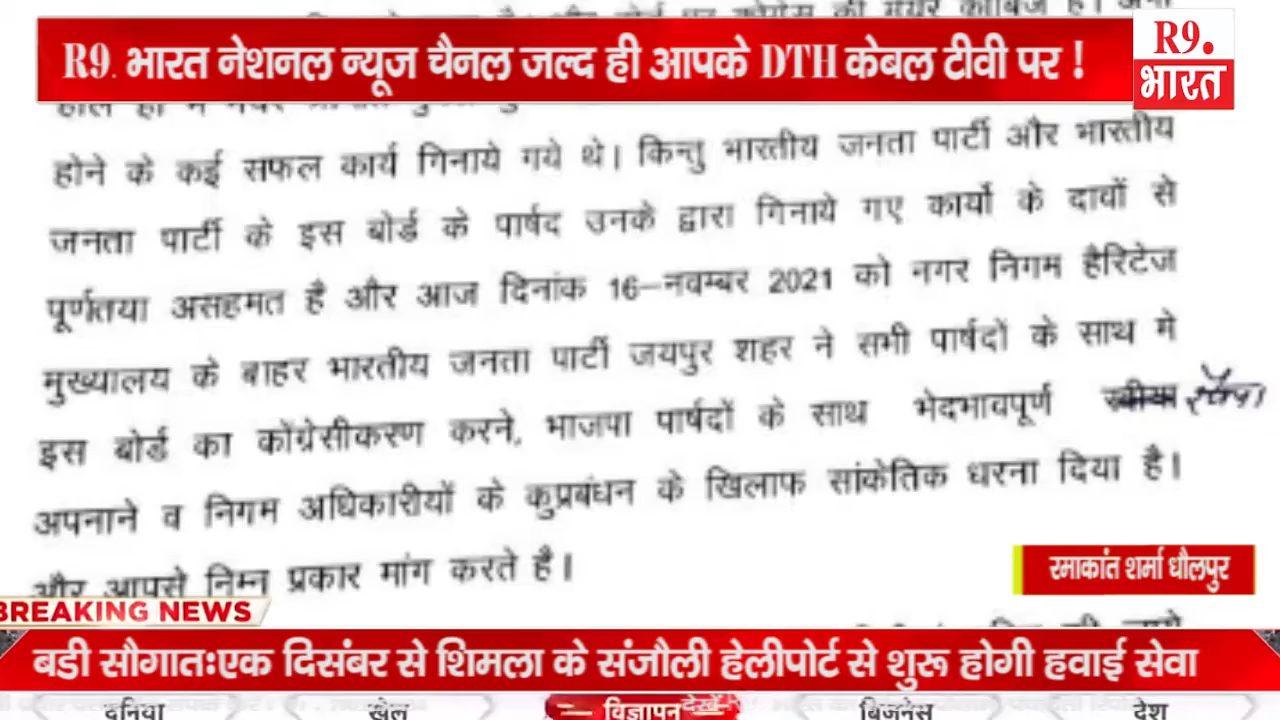 R9. भारत नेशनल न्यूज चैनल जल्द ही आपके DTH केबल टीवी पर !
R9.
भारत
होने के कई सफल कार्य गिनाये गये थे। किन्तु भारतीय जनता पार्टी और भारतीय
जनता पार्टी के इस बोर्ड के पार्षद उनके द्वारा गिनाये गए कार्यो के दावों से
पूर्णतया असहमत है और आज दिनांक 16–नवम्बर 2021 को नगर निगम हैरिटेज
मुख्यालय के बाहर भारतीय जनता पार्टी जयपुर शहर ने सभी पार्षदों के साथ मे
इस बोर्ड का कोंग्रेसीकरण करने, भाजपा पार्षदों के साथ भेदभावपूर्ण
अपनाने व निगम अधिकारीयों के कुप्रबंधन के खिलाफ सांकेतिक धरना दिया है।
और आपसे निम्न प्रकार मांग करते है।
रमाकांत शर्मा धौलपुर
BREAKING NEWS
बडी सौगातःएक दिसंबर से शिमला के संजौली हेलीपोर्ट से शुरू होगी हवाई सेवा
दुनिया खेल विज्ञापन देखें बिजनेस देश